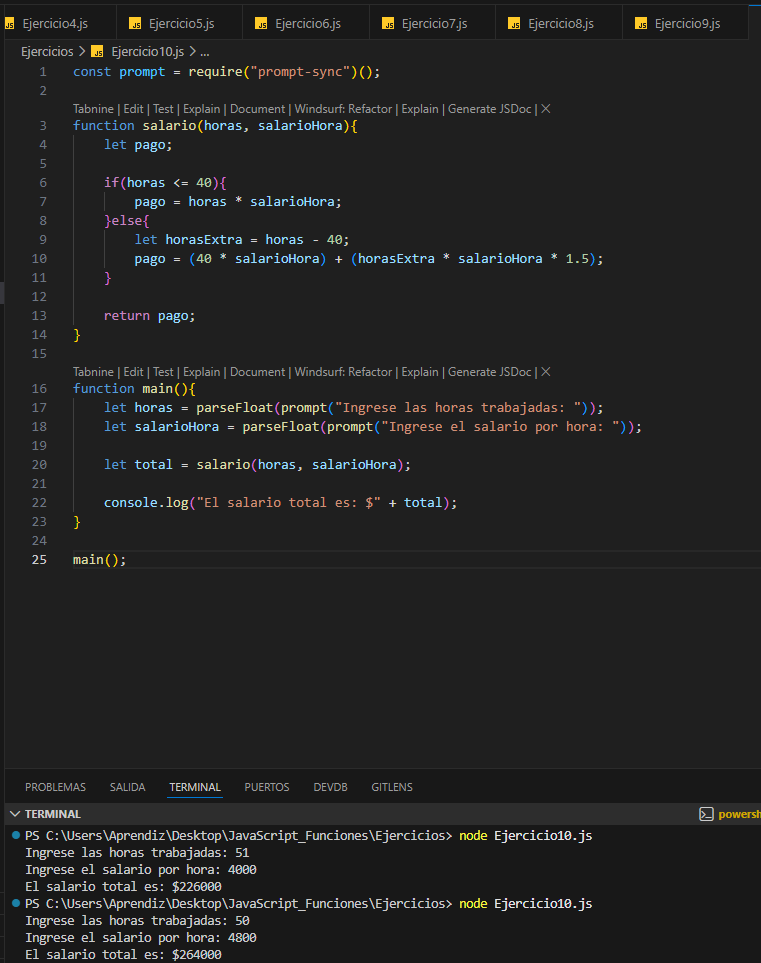 JS Ejercicio4.js JS Ejercicio5.js JS Ejercicio6.js JS Ejercicio7.js JS Ejercicio8.js JS Ejercicio9.js
Ejercicios > JS Ejercicio10.js > ...
1 const prompt = require("prompt-sync")();
2
Tabnine | Edit | Test | Explain | Document | Windsurf: Refactor | Explain | Generate JSDoc | X
3 function salario(horas, salarioHora){
4     let pago;
5
6     if(horas <= 40){
7         pago = horas * salarioHora;
8     }else{
9         let horasExtra = horas - 40;
10         pago = (40 * salarioHora) + (horasExtra * salarioHora * 1.5);
11     }
12
13     return pago;
14 }
15
Tabnine | Edit | Test | Explain | Document | Windsurf: Refactor | Explain | Generate JSDoc | X
16 function main(){
17     let horas = parseFloat(prompt("Ingrese las horas trabajadas: "));
18     let salarioHora = parseFloat(prompt("Ingrese el salario por hora: "));
19
20     let total = salario(horas, salarioHora);
21
22     console.log("El salario total es: $" + total);
23 }
24
25 main();
PROBLEMAS SALIDA TERMINAL PUERTOS DEVDB GITLENS
TERMINAL
PS C:\Users\Aprendiz\Desktop\JavaScript_Funciones\Ejercicios> node Ejercicio10.js
Ingrese las horas trabajadas: 51
Ingrese el salario por hora: 4000
El salario total es: $226000
PS C:\Users\Aprendiz\Desktop\JavaScript_Funciones\Ejercicios> node Ejercicio10.js
Ingrese las horas trabajadas: 50
Ingrese el salario por hora: 4800
El salario total es: $264000